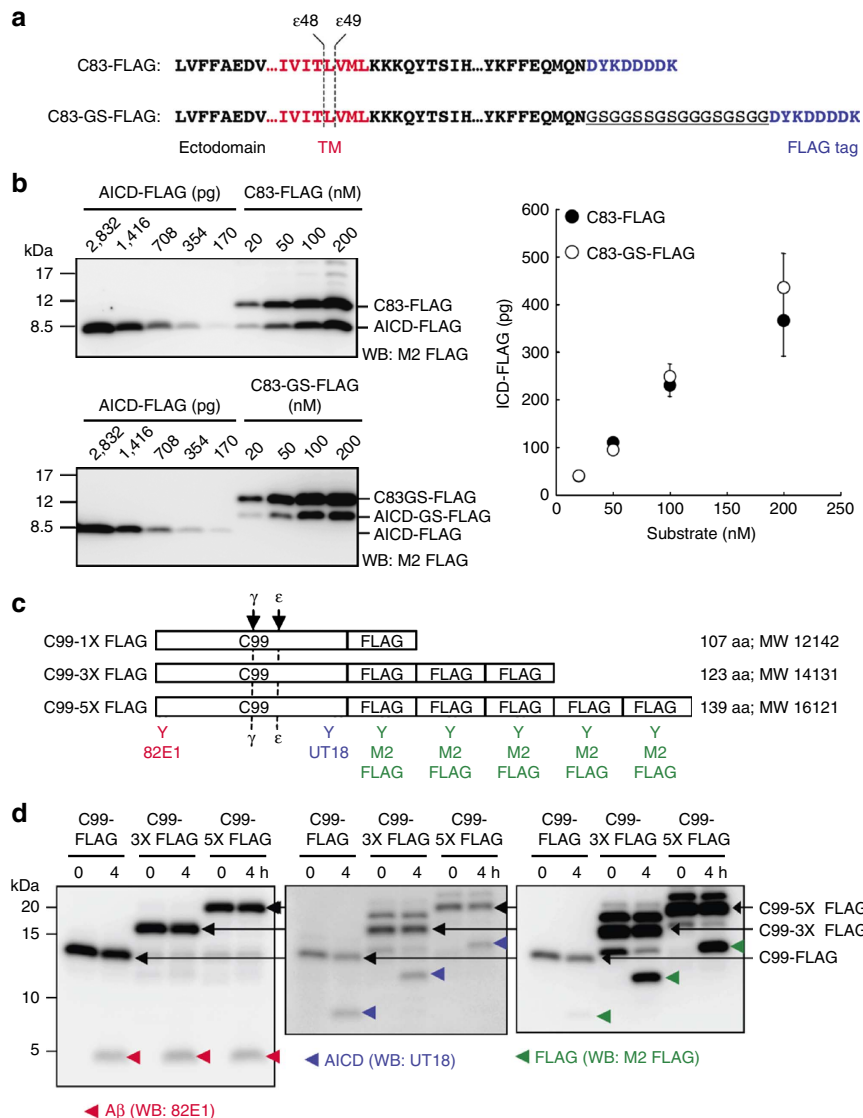 a
ε48 ε49
C83-FLAG: LVFFAEDV…IVITLVMLKKKQYTSIH…YKFFEQMQNDYKDDDDK
C83-GS-FLAG: LVFFAEDV…IVITLVMLKKKQYTSIH…YKFFEQMQNGSGGSSGSGGGSGSGGDYKDDDDK
Ectodomain TM FLAG tag
b
AICD-FLAG (pg) C83-FLAG (nM)
2,832 1,416 708 354 170 20 50 100 200
kDa
17
12
8.5
C83-FLAG
AICD-FLAG
WB: M2 FLAG
AICD-FLAG (pg) C83-GS-FLAG (nM)
2,832 1,416 708 354 170 20 50 100 200
17
12
8.5
C83GS-FLAG
AICD-GS-FLAG
AICD-FLAG
WB: M2 FLAG
600
500
400
300
200
100
0
ICD-FLAG (pg)
C83-FLAG
C83-GS-FLAG
0 50 100 150 200 250
Substrate (nM)
c
γ ε
C99-1X FLAG C99 FLAG 107 aa; MW 12142
C99-3X FLAG C99 FLAG FLAG FLAG 123 aa; MW 14131
C99-5X FLAG C99 FLAG FLAG FLAG FLAG FLAG 139 aa; MW 16121
Y γ ε Y Y Y Y Y Y
82E1 UT18 M2 M2 M2 M2 M2
FLAG FLAG FLAG FLAG FLAG
d
C99- C99- C99- C99- C99- C99- C99- C99- C99-
FLAG 3X FLAG 5X FLAG FLAG 3X FLAG 5X FLAG FLAG 3X FLAG 5X FLAG
0 4 0 4 0 4 h 0 4 0 4 0 4 h 0 4 0 4 0 4 h
kDa
20
15
10
5
C99-5X FLAG
C99-3X FLAG
C99-FLAG
AICD (WB: UT18)
FLAG (WB: M2 FLAG)
Aβ (WB: 82E1)